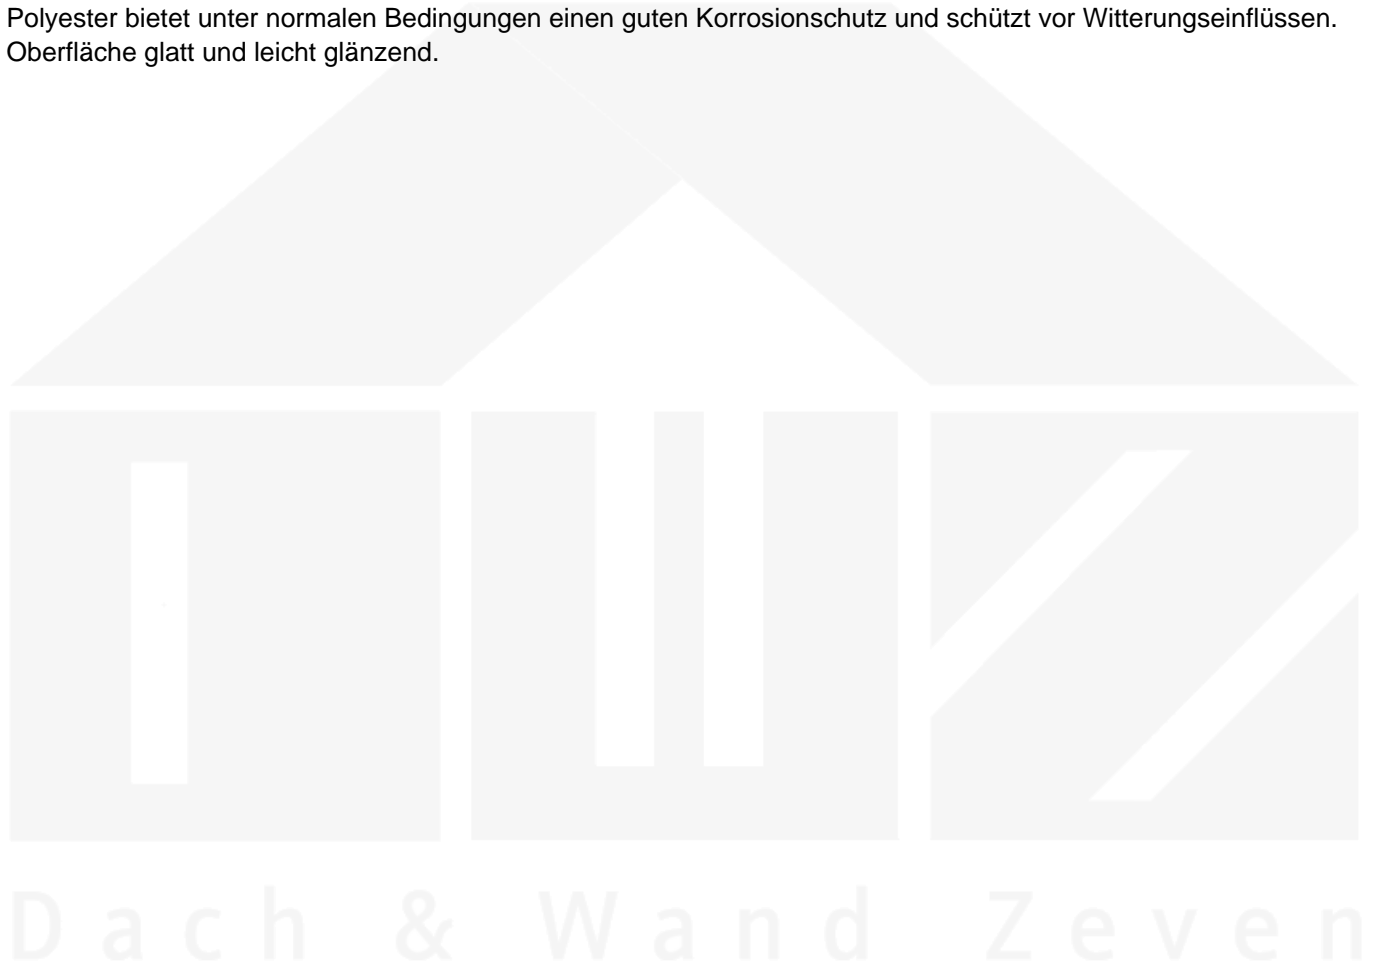 Polyester bietet unter normalen Bedingungen einen guten Korrosionschutz und schützt vor Witterungseinflüssen.
Oberfläche glatt und leicht glänzend.
Dach & Wand Zeven